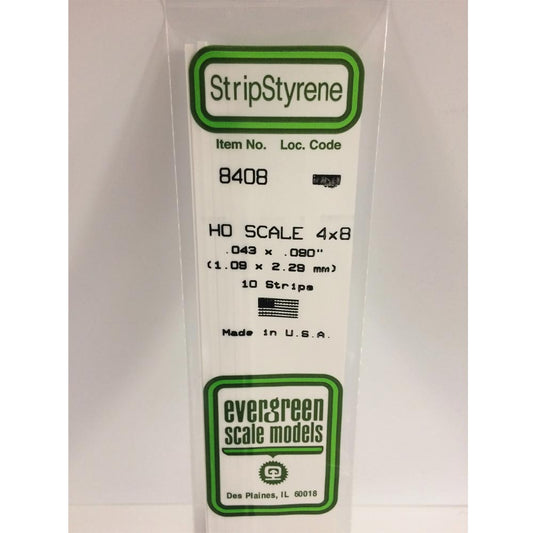 StripStyrene
Item No. Loc. Code
8408
HO SCALE 4x8
.043 x .090"
(1.09 x 2.29 mm)
10 Strips
Made in U.S.A.
evergreen
scale models
Des Plaines, IL 60018